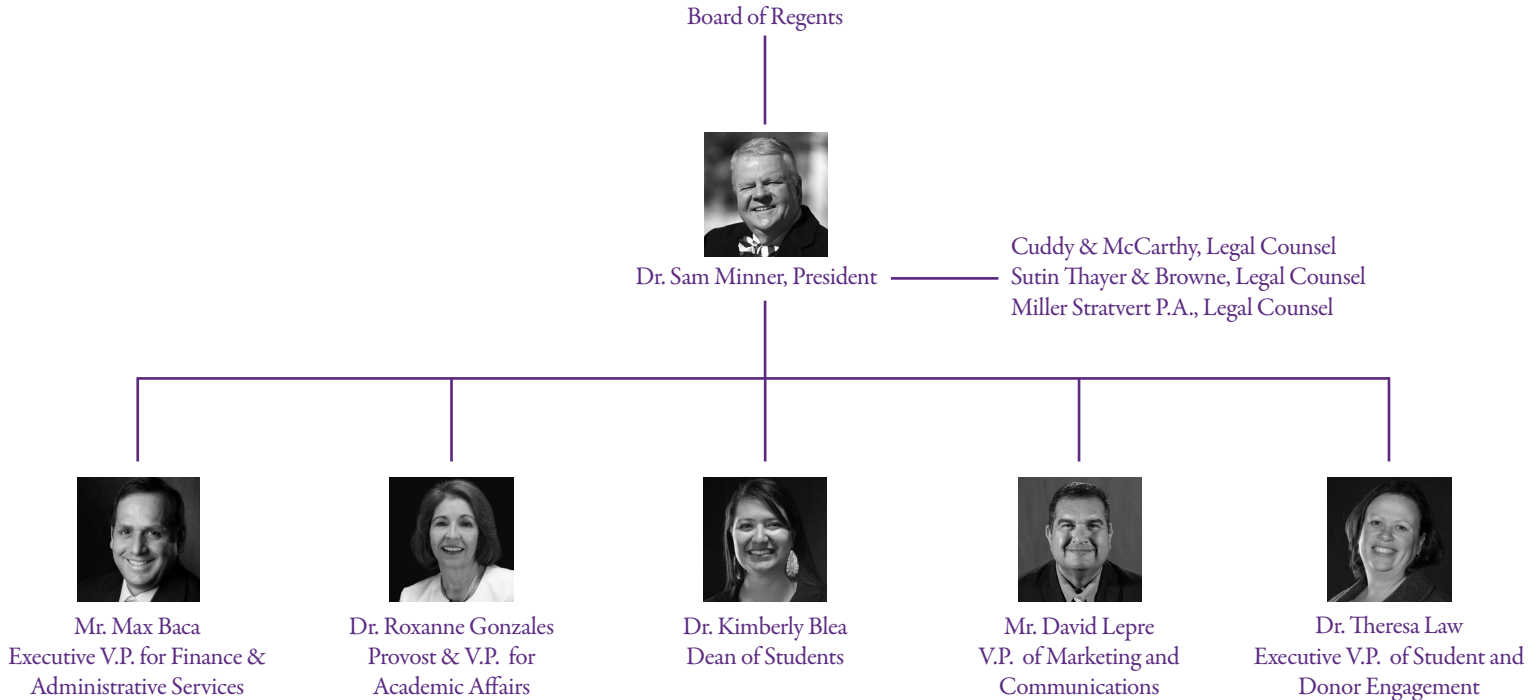 Board of Regents
Dr. Sam Minner, President
Cuddy & McCarthy, Legal Counsel
Sutin Thayer & Browne, Legal Counsel
Miller Stratvert P.A., Legal Counsel
Mr. Max Baca
Executive V.P. for Finance &
Administrative Services
Dr. Roxanne Gonzales
Provost & V.P. for
Academic Affairs
Dr. Kimberly Blea
Dean of Students
Mr. David Lepre
V.P. of Marketing and
Communications
Dr. Theresa Law
Executive V.P. of Student and
Donor Engagement